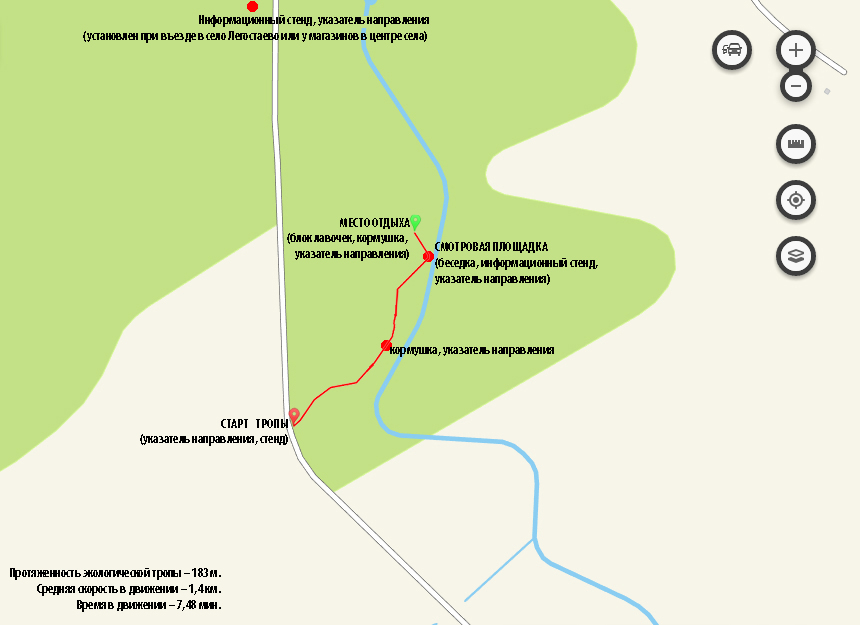 Информационный стенд, указатель направления
(установлен при въезде в село Легостаево или у магазинов в центре села)
МЕСТО ОТДЫХА
(блок лавочек, кормушка,
указатель направления)
СМОТРОВАЯ ПЛОЩАДКА
(беседка, информационный стенд,
указатель направления)
кормушка, указатель направления
СТАРТ ТРОПЫ
(указатель направления, стенд)
Протяженность экологической тропы – 183 м.
Средняя скорость в движении – 1,4 км.
Время в движении – 7,48 мин.